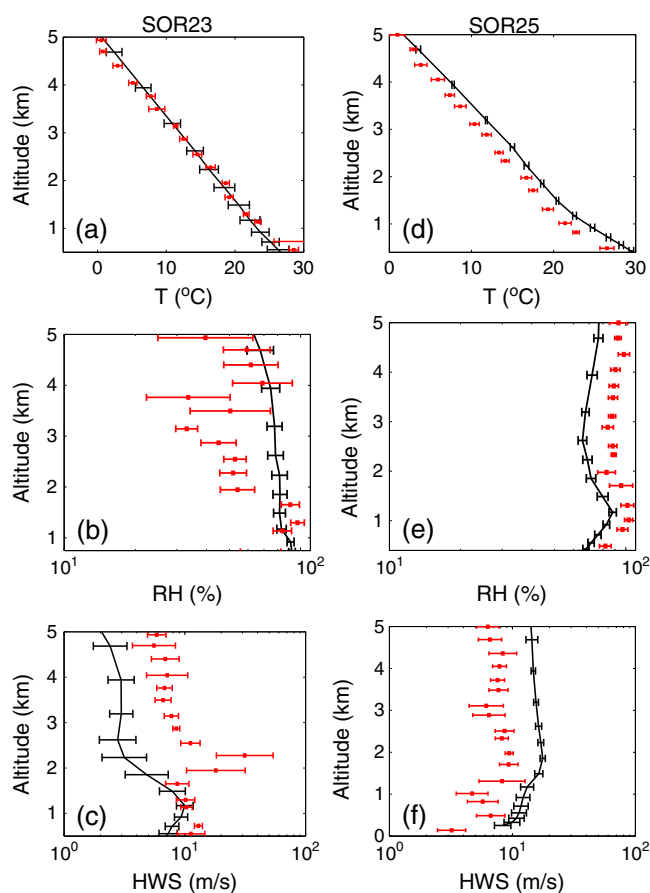 SOR23 SOR25
5 5
4 4
3 3
2 2
1 1
Altitude (km) Altitude (km)
(a) (d)
0 10 20 30 0 10 20 30
T (°C) T (°C)
5 5
4 4
3 3
2 2
1 1
Altitude (km) Altitude (km)
(b) (e)
10¹ 10² 10¹ 10²
RH (%) RH (%)
5 5
4 4
3 3
2 2
1 1
0
Altitude (km) Altitude (km)
(c) (f)
10⁰ 10¹ 10² 10⁰ 10¹ 10²
HWS (m/s) HWS (m/s)